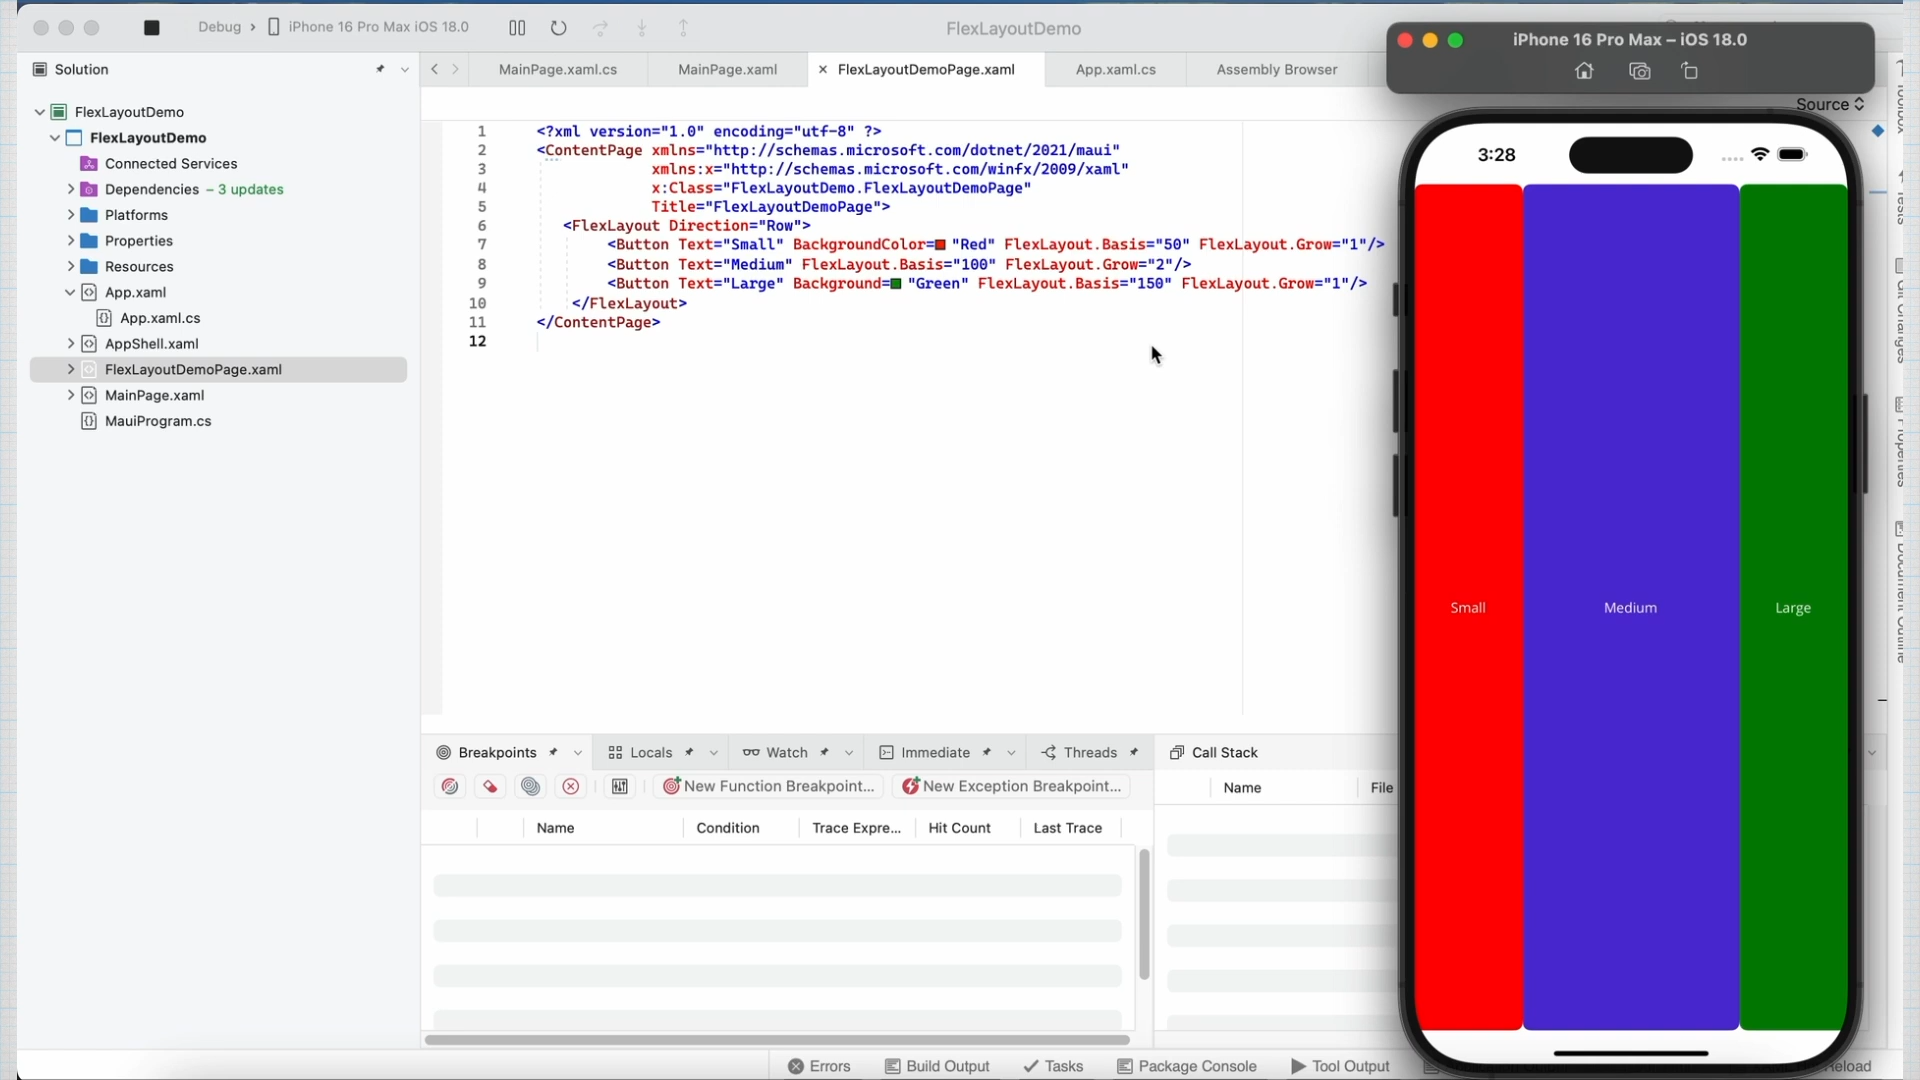 Debug
iPhone 16 Pro Max iOS 18.0
FlexLayoutDemo
iPhone 16 Pro Max – iOS 18.0
Solution
MainPage.xaml.cs
MainPage.xaml
FlexLayoutDemoPage.xaml
App.xaml.cs
Assembly Browser
Source
FlexLayoutDemo
FlexLayoutDemo
Connected Services
Dependencies – 3 updates
Platforms
Properties
Resources
App.xaml
App.xaml.cs
AppShell.xaml
FlexLayoutDemoPage.xaml
MainPage.xaml
MauiProgram.cs
1 <?xml version="1.0" encoding="utf-8" ?>
2 <ContentPage xmlns="http://schemas.microsoft.com/dotnet/2021/maui"
3 xmlns:x="http://schemas.microsoft.com/winfx/2009/xaml"
4 x:Class="FlexLayoutDemo.FlexLayoutDemoPage"
5 Title="FlexLayoutDemoPage">
6 <FlexLayout Direction="Row">
7 <Button Text="Small" BackgroundColor="Red" FlexLayout.Basis="50" FlexLayout.Grow="1"/>
8 <Button Text="Medium" FlexLayout.Basis="100" FlexLayout.Grow="2"/>
9 <Button Text="Large" Background="Green" FlexLayout.Basis="150" FlexLayout.Grow="1"/>
10 </FlexLayout>
11 </ContentPage>
12
3:28
Small
Medium
Large
Breakpoints
Locals
Watch
Immediate
Threads
Call Stack
New Function Breakpoint...
New Exception Breakpoint...
Name
File
Name
Condition
Trace Expre...
Hit Count
Last Trace
Errors
Build Output
Tasks
Package Console
Tool Output